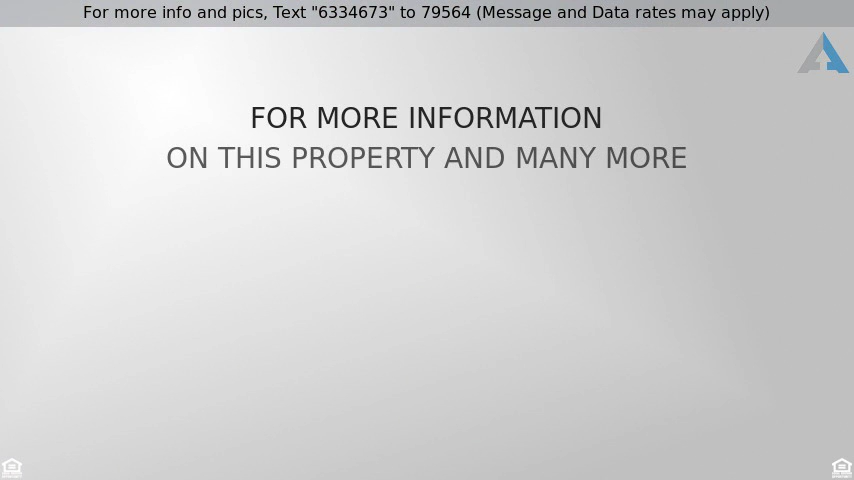 For more info and pics, Text "6334673" to 79564 (Message and Data rates may apply)
FOR MORE INFORMATION
ON THIS PROPERTY AND MANY MORE